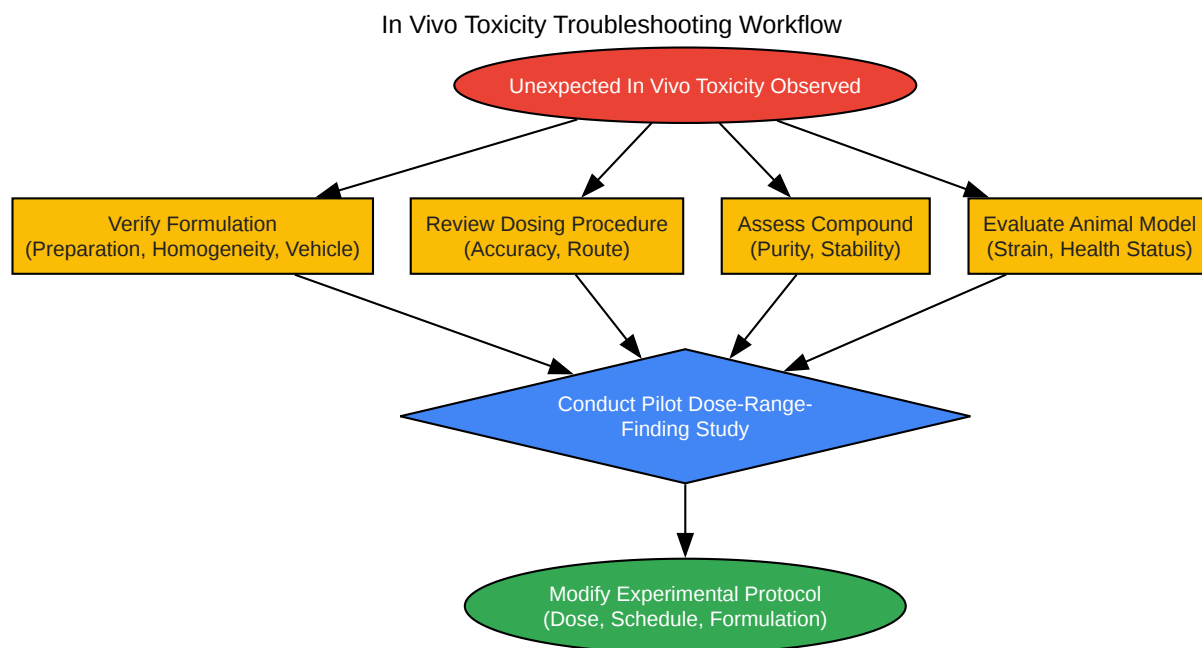 In Vivo Toxicity Troubleshooting Workflow
Unexpected In Vivo Toxicity Observed
Verify Formulation
(Preparation, Homogeneity, Vehicle)
Review Dosing Procedure
(Accuracy, Route)
Assess Compound
(Purity, Stability)
Evaluate Animal Model
(Strain, Health Status)
Conduct Pilot Dose-Range-
Finding Study
Modify Experimental Protocol
(Dose, Schedule, Formulation)